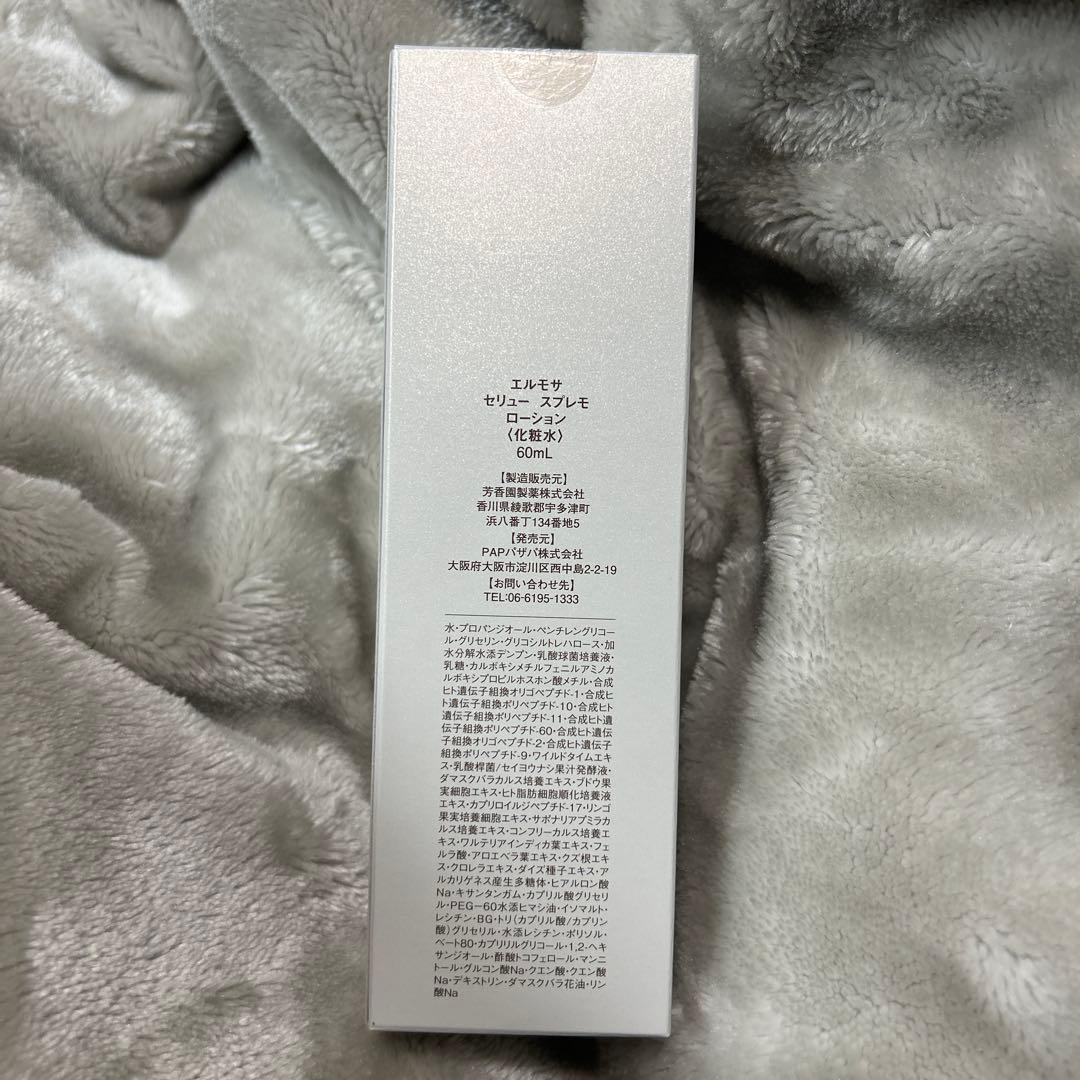 エルモサ
セリュー スプレモ
ローション
〈化粧水〉
60mL
【製造販売元】
芳香園製薬株式会社
香川県綾歌郡宇多津町
浜八番丁134番地5
【発売元】
PAPパザパ株式会社
大阪府大阪市淀川区西中島2-2-19
【お問い合わせ先】
TEL:06-6195-1333
水・プロパンジオール・ペンチレングリコー
ル・グリセリン・グリコシルトレハロース・加
水分解水添デンプン・乳酸球菌培養液・
乳糖・カルボキシメチルフェニルアミノカ
ルボキシプロピルホスホン酸メチル・合成
ヒト遺伝子組換オリゴペプチド-1・合成ヒ
ト遺伝子組換ポリペプチド-10・合成ヒト
遺伝子組換ポリペプチド-11・合成ヒト遺
伝子組換ポリペプチド-60・合成ヒト遺伝
子組換オリゴペプチド-2・合成ヒト遺伝子
組換ポリペプチド-9・ワイルドタイムエキ
ス・乳酸桿菌/セイヨウナシ果汁発酵液・
ダマスクバラカルス培養エキス・ブドウ果
実細胞エキス・ヒト脂肪細胞順化培養液
エキス・カプリロイルジペプチド-17・リンゴ
果実培養細胞エキス・サポナリアプミラカ
ルス培養エキス・コンフリーカルス培養エ
キス・ワルテリアインディカ葉エキス・フェ
ルラ酸・アロエベラ葉エキス・クズ根エキ
ス・クロレラエキス・ダイズ種子エキス・ア
ルカリゲネス産生多糖体・ヒアルロン酸
Na・キサンタンガム・カプリル酸グリセリ
ル・PEG-60水添ヒマシ油・イソマルト・
レシチン・BG・トリ(カプリル酸/カプリン
酸)グリセリル・水添レシチン・ポリソル・
ベート80・カプリリルグリコール・1,2-ヘキ
サンジオール・酢酸トコフェロール・マンニ
トール・グルコン酸Na・クエン酸・クエン酸
Na・デキストリン・ダマスクバラ花油・リン
酸Na